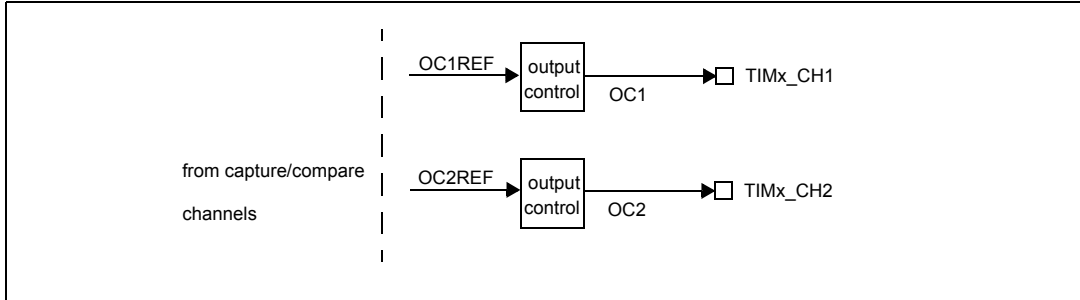 OC1REF
output
control
OC1
TIMx_CH1
from capture/compare
channels
OC2REF
output
control
OC2
TIMx_CH2